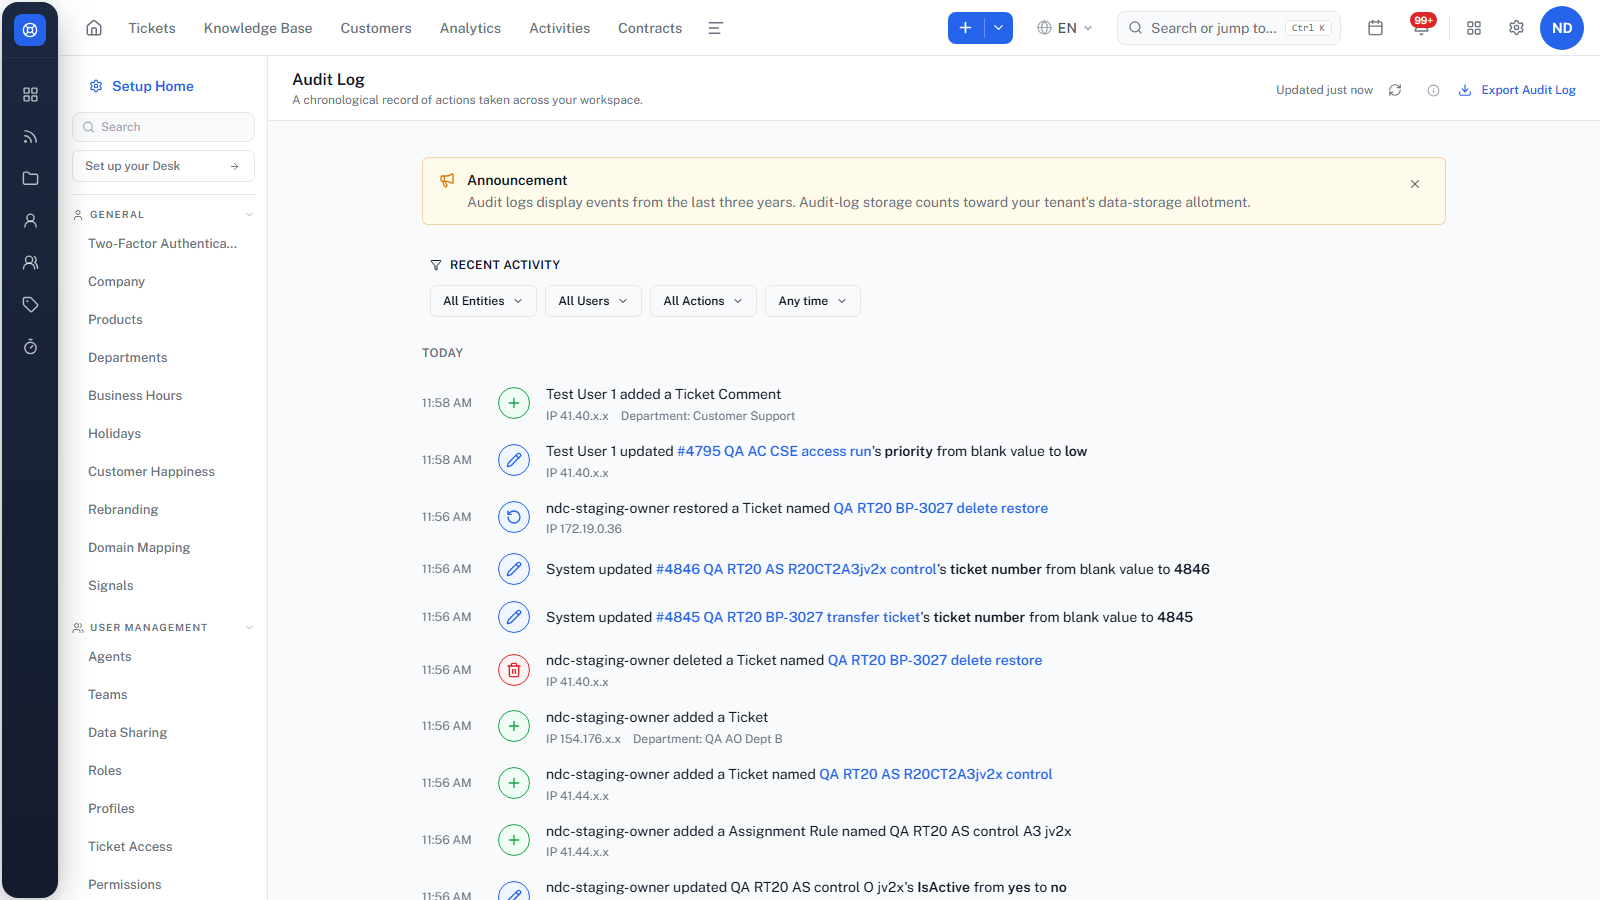 Tickets
Knowledge Base
Customers
Analytics
Activities
Contracts
EN
Search or jump to...
Ctrl K
99+
ND
Setup Home
Search
Set up your Desk
GENERAL
Two-Factor Authentica...
Company
Products
Departments
Business Hours
Holidays
Customer Happiness
Rebranding
Domain Mapping
Signals
USER MANAGEMENT
Agents
Teams
Data Sharing
Roles
Profiles
Ticket Access
Permissions
Audit Log
A chronological record of actions taken across your workspace.
Updated just now
Export Audit Log
Announcement
Audit logs display events from the last three years. Audit-log storage counts toward your tenant's data-storage allotment.
RECENT ACTIVITY
All Entities
All Users
All Actions
Any time
TODAY
11:58 AM
Test User 1 added a Ticket Comment
IP 41.40.x.x Department: Customer Support
11:58 AM
Test User 1 updated #4795 QA AC CSE access run's priority from blank value to low
IP 41.40.x.x
11:56 AM
ndc-staging-owner restored a Ticket named QA RT20 BP-3027 delete restore
IP 172.19.0.36
11:56 AM
System updated #4846 QA RT20 AS R20CT2A3jv2x control's ticket number from blank value to 4846
11:56 AM
System updated #4845 QA RT20 BP-3027 transfer ticket's ticket number from blank value to 4845
11:56 AM
ndc-staging-owner deleted a Ticket named QA RT20 BP-3027 delete restore
IP 41.40.x.x
11:56 AM
ndc-staging-owner added a Ticket
IP 154.176.x.x Department: QA AO Dept B
11:56 AM
ndc-staging-owner added a Ticket named QA RT20 AS R20CT2A3jv2x control
IP 41.44.x.x
11:56 AM
ndc-staging-owner added a Assignment Rule named QA RT20 AS control A3 jv2x
IP 41.44.x.x
11:56 AM
ndc-staging-owner updated QA RT20 AS control O jv2x's IsActive from yes to no